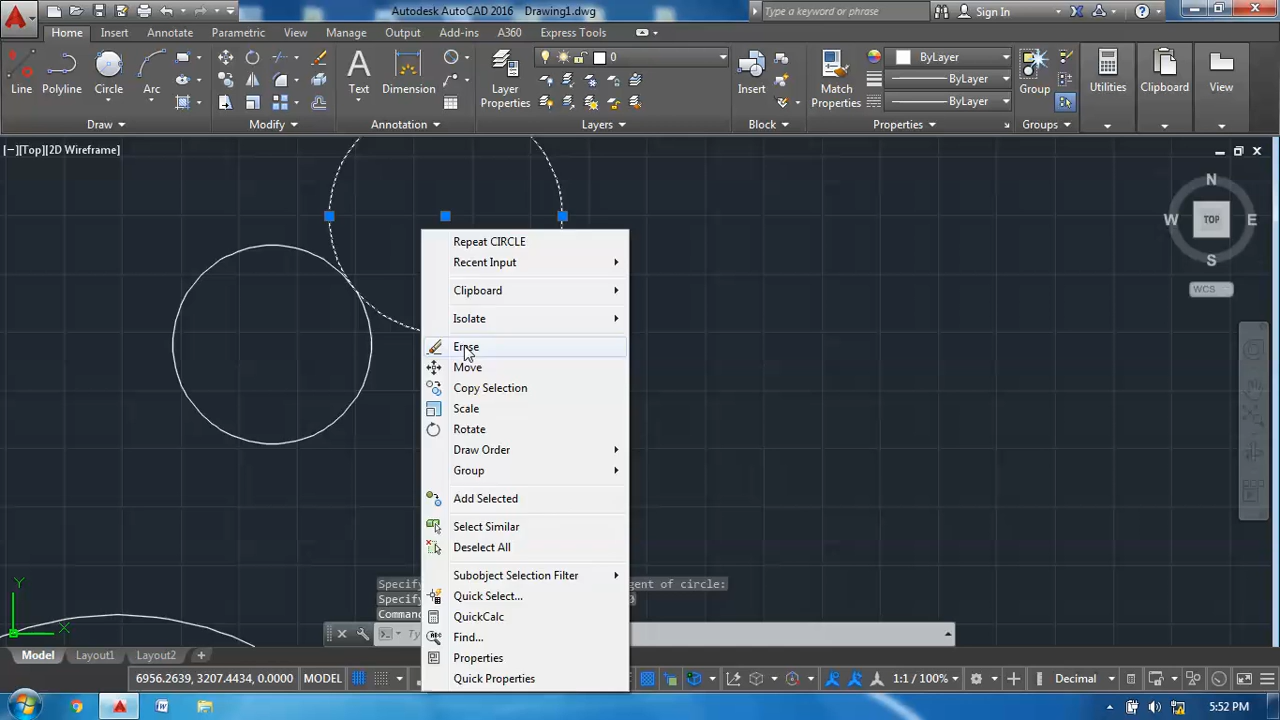 Autodesk AutoCAD 2016 Drawing1.dwg
Type a keyword or phrase
Sign In
Home Insert Annotate Parametric View Manage Output Add-ins A360 Express Tools
0
ByLayer
ByLayer
ByLayer
Line Polyline Circle Arc
Text Dimension
Layer Properties
Insert
Match Properties
Group
Utilities
Clipboard
View
Draw Modify Annotation Layers Block Properties Groups
[−][Top][2D Wireframe]
N
W TOP E
S
WCS
Repeat CIRCLE
Recent Input
Clipboard
Isolate
Erase
Move
Copy Selection
Scale
Rotate
Draw Order
Group
Add Selected
Select Similar
Deselect All
Subobject Selection Filter
Quick Select...
QuickCalc
Find...
Properties
Quick Properties
Y
X
of circle:
Model Layout1 Layout2 +
6956.2639, 3207.4434, 0.0000 MODEL
1:1 / 100%
Decimal
5:52 PM